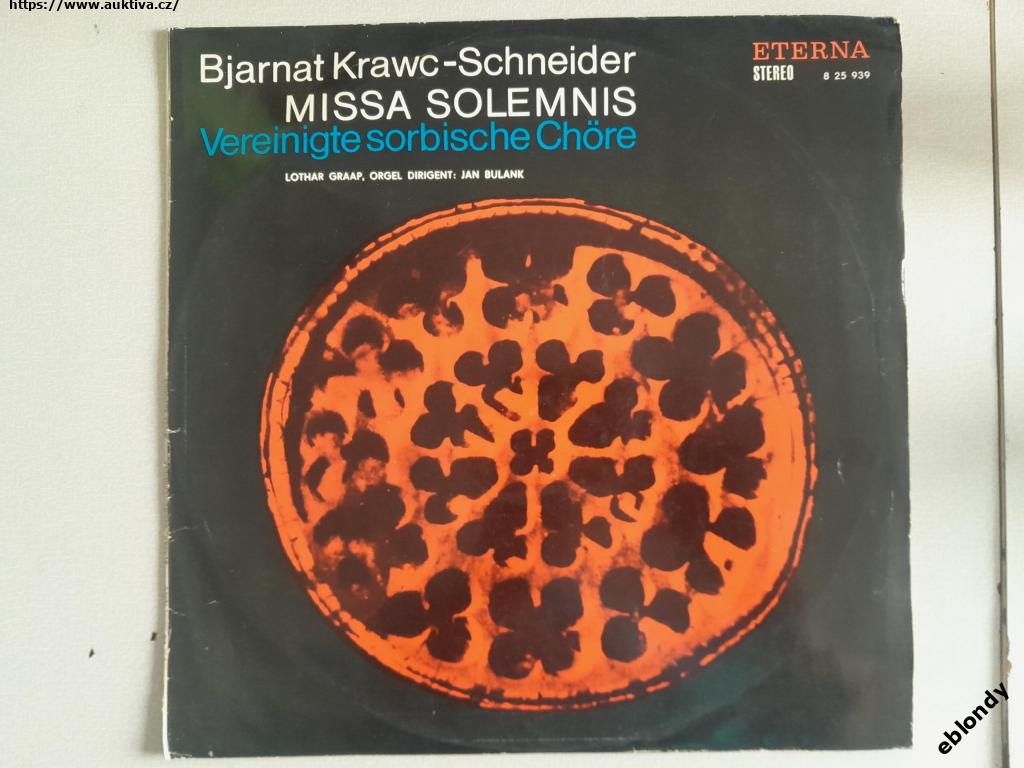 https://www.auktiva.cz/
Bjarnat Krawc-Schneider
MISSA SOLEMNIS
Vereinigte sorbische Chöre
LOTHAR GRAAP, ORGEL DIRIGENT: JAN BULANK
ETERNA
STEREO 8 25 939
eblondy